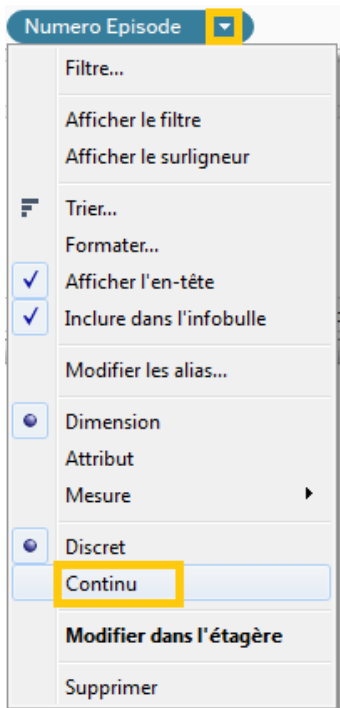 Numero Episode
Filtre...
Afficher le filtre
Afficher le surligneur
Trier...
Formater...
Afficher l'en-tête
Inclure dans l'infobulle
Modifier les alias...
Dimension
Attribut
Mesure
Discret
Continu
Modifier dans l'étagère
Supprimer